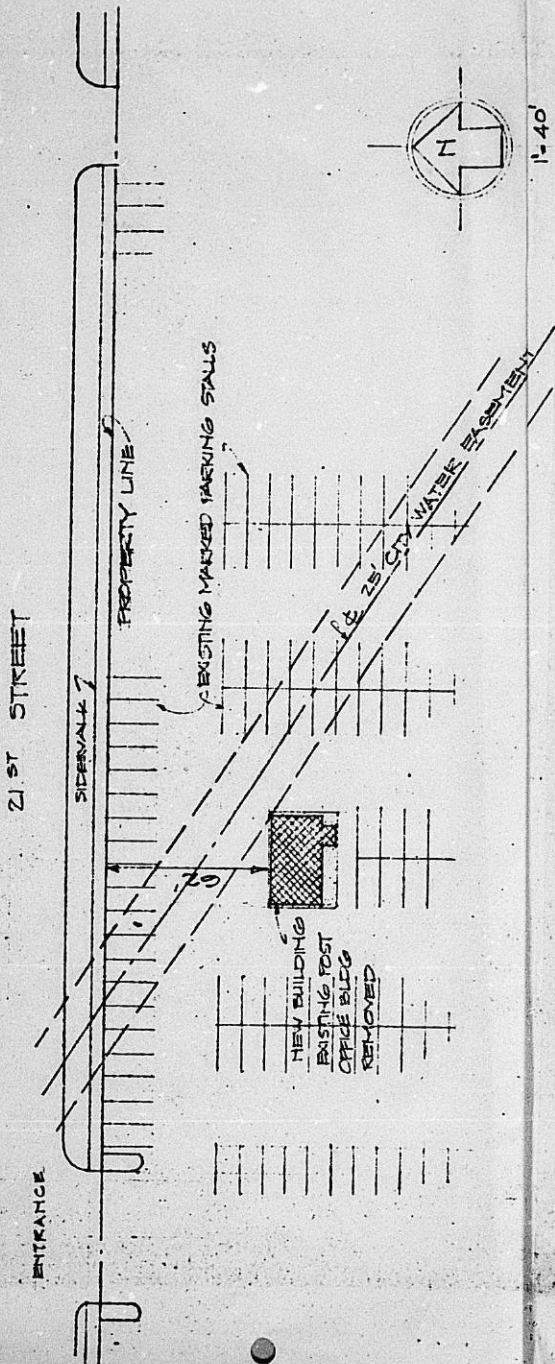 21 ST STREET
ENTRANCE
SIDEWALK
PROPERTY LINE
EXISTING MARKED PARKING STALLS
62'
℄ 25' CITY WATER EASEMENT
NEW BUILDING
EXISTING POST
OFFICE BLDG
REMOVED
N
1"=40'